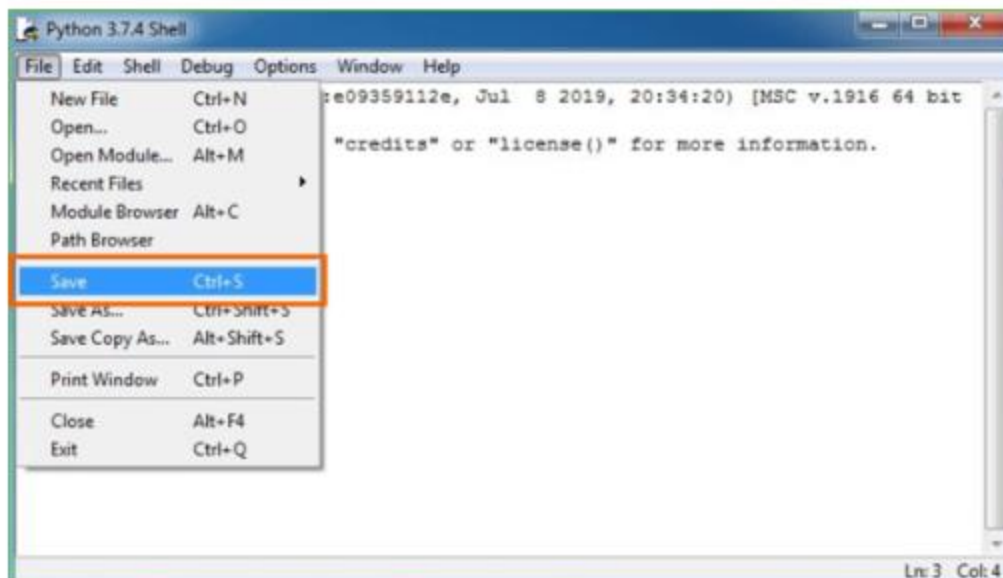 Python 3.7.4 Shell
File Edit Shell Debug Options Window Help
New File Ctrl+N
:e09359112e, Jul 8 2019, 20:34:20) [MSC v.1916 64 bit
Open... Ctrl+O
"credits" or "license()" for more information.
Open Module... Alt+M
Recent Files
Module Browser Alt+C
Path Browser
Save Ctrl+S
Save As... Ctrl+Shift+S
Save Copy As... Alt+Shift+S
Print Window Ctrl+P
Close Alt+F4
Exit Ctrl+Q
Ln: 3 Col: 4